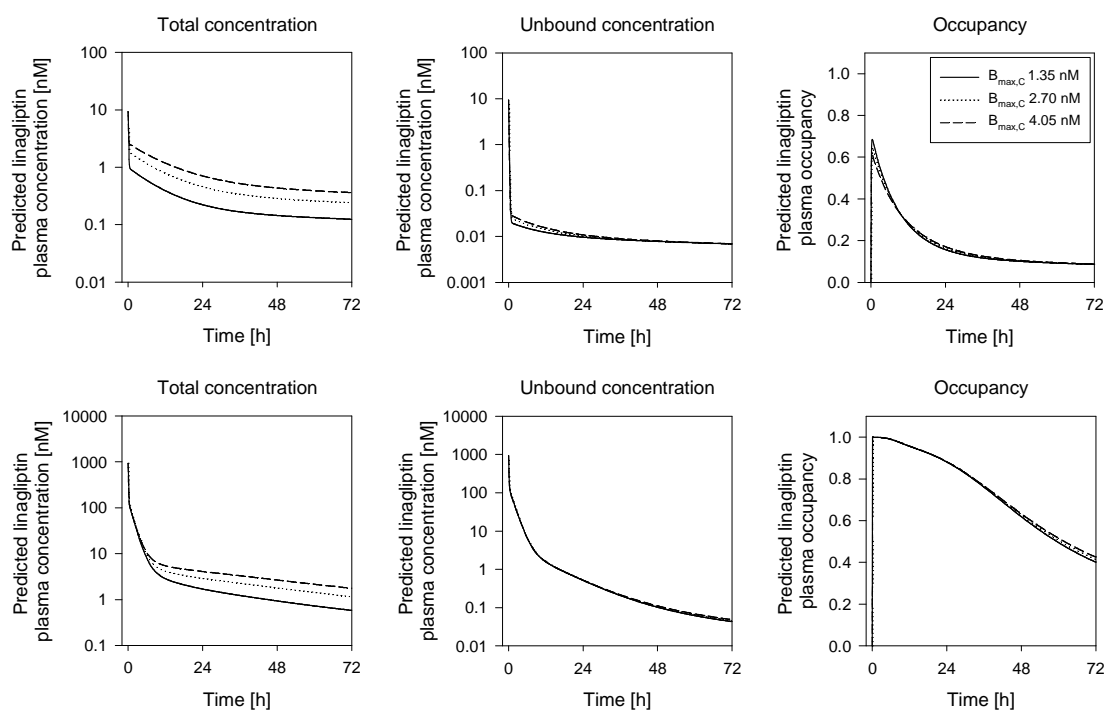 Total concentration
Predicted linagliptin
plasma concentration [nM]
100
10
1
0.1
0.01
0 24 48 72
Time [h]
Unbound concentration
Predicted linagliptin
plasma concentration [nM]
100
10
1
0.1
0.01
0.001
0 24 48 72
Time [h]
Occupancy
Predicted linagliptin
plasma occupancy
1.0
0.8
0.6
0.4
0.2
0.0
B max,C 1.35 nM
B max,C 2.70 nM
B max,C 4.05 nM
0 24 48 72
Time [h]
Total concentration
Predicted linagliptin
plasma concentration [nM]
10000
1000
100
10
1
0.1
0 24 48 72
Time [h]
Unbound concentration
Predicted linagliptin
plasma concentration [nM]
10000
1000
100
10
1
0.1
0.01
0 24 48 72
Time [h]
Occupancy
Predicted linagliptin
plasma occupancy
1.0
0.8
0.6
0.4
0.2
0.0
0 24 48 72
Time [h]